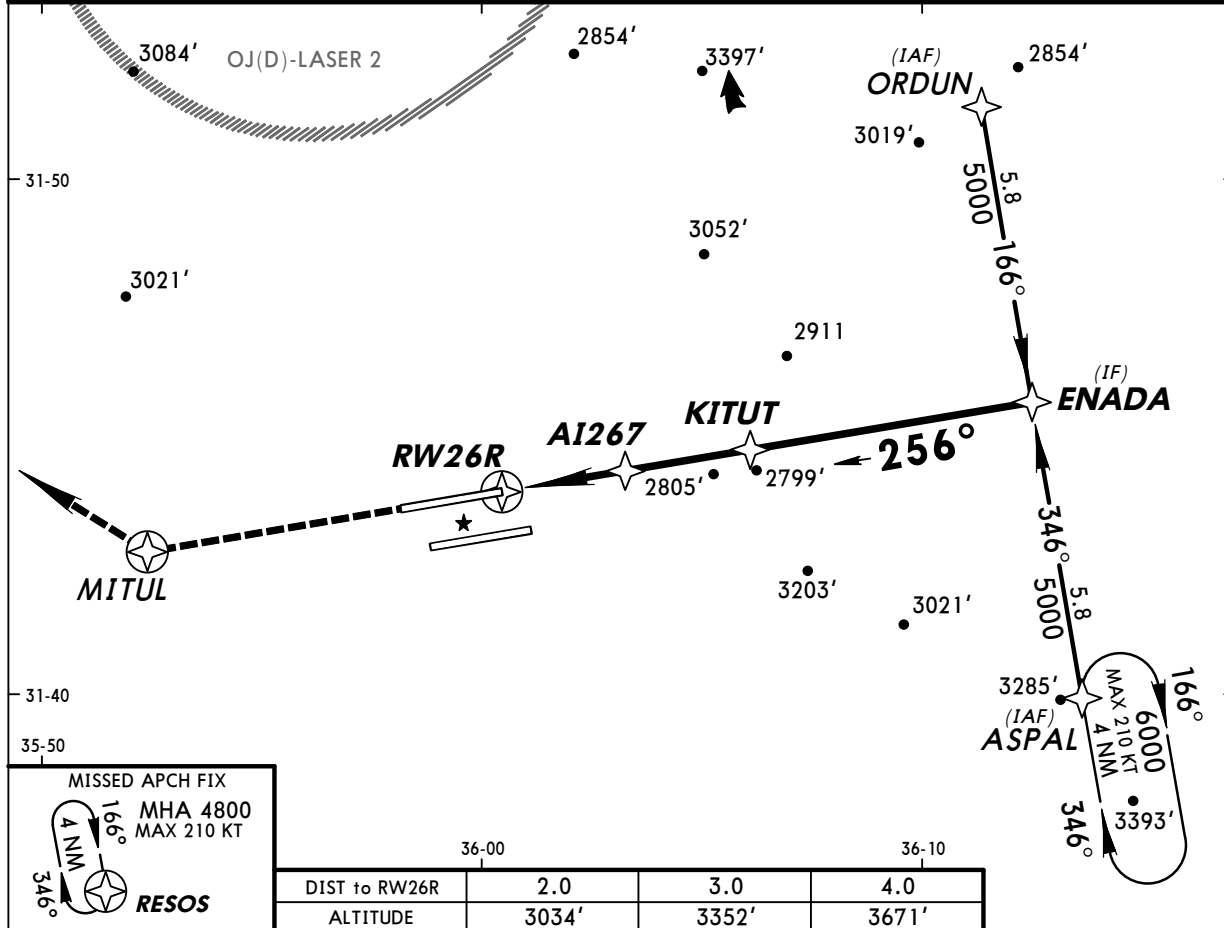 3084'
OJ(D)-LASER 2
2854'
3397'
(IAF)
ORDUN
2854'
3019'
31-50
5.8
5000
166°
3052'
3021'
2911
(IF)
ENADA
KITUT
AI267
RW26R
256°
2805'
2799'
MITUL
346°
5.8
5000
3203'
3021'
31-40
3285'
(IAF)
ASPAL
166°
6000
MAX 210 KT
4 NM
346°
3393'
35-50
36-00
36-10
MISSED APCH FIX
MHA 4800
MAX 210 KT
166°
4 NM
346°
RESOS
DIST to RW26R 2.0 3.0 4.0
ALTITUDE 3034' 3352' 3671'